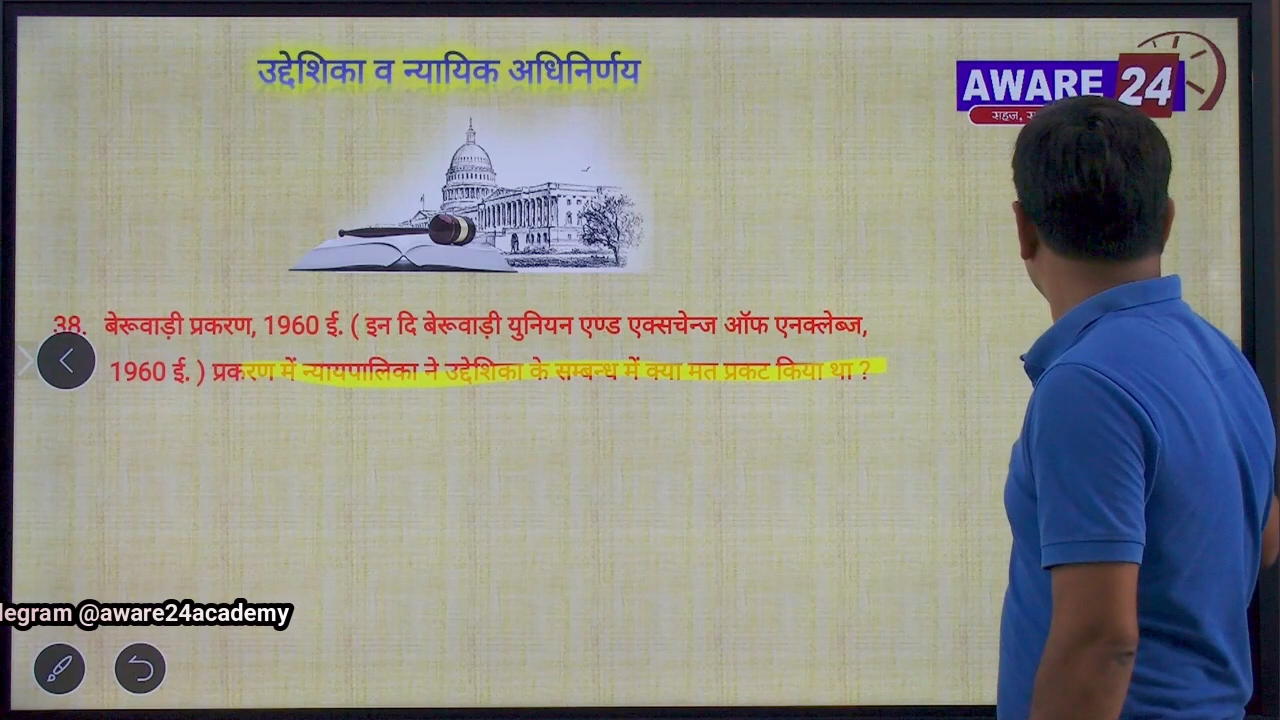 उद्देशिका व न्यायिक अधिनिर्णय
AWARE 24
सहज,
38. बेरूवाड़ी प्रकरण, 1960 ई. ( इन दि बेरूवाड़ी युनियन एण्ड एक्सचेन्ज ऑफ एनक्लेब्ज,
1960 ई. ) प्रकरण में न्यायपालिका ने उद्देशिका के सम्बन्ध में क्या मत प्रकट किया था ?
legram @aware24academy